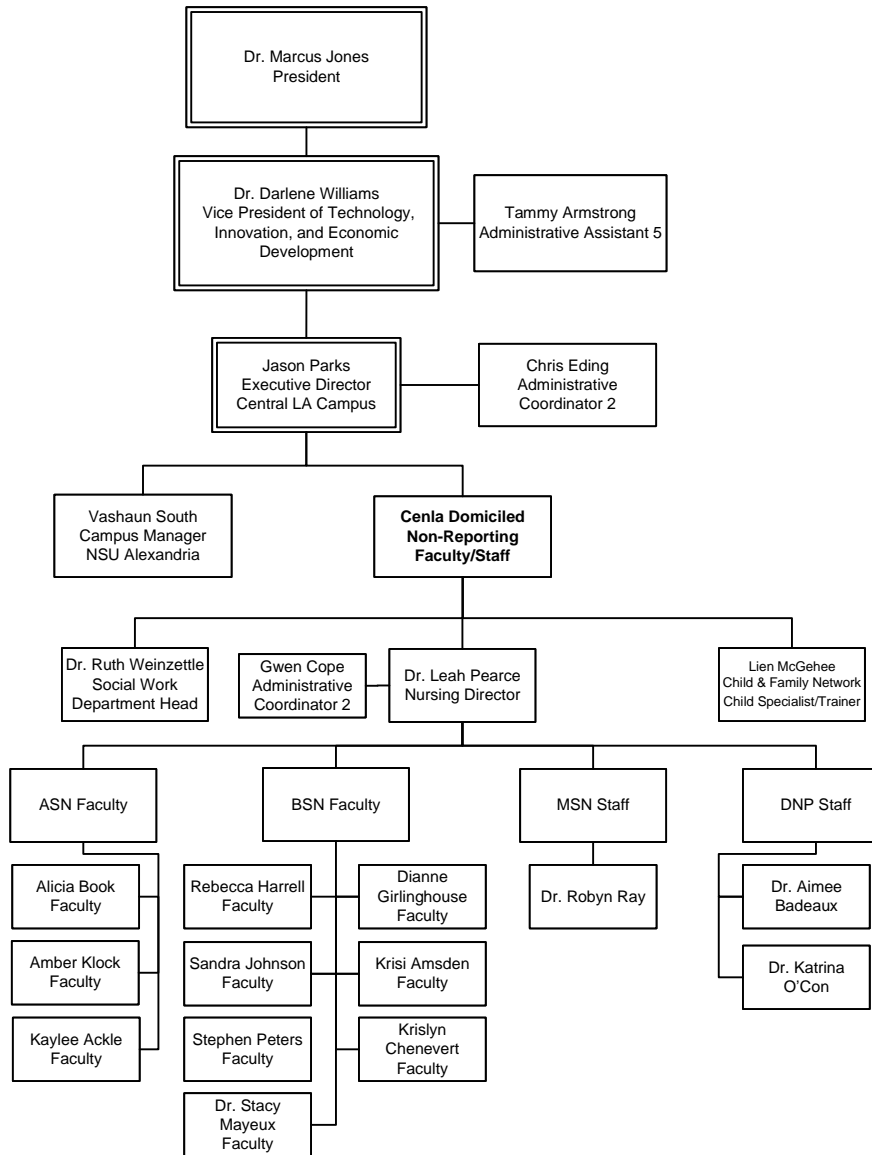 Dr. Marcus Jones
President
Dr. Darlene Williams
Vice President of Technology,
Innovation, and Economic
Development
Tammy Armstrong
Administrative Assistant 5
Jason Parks
Executive Director
Central LA Campus
Chris Eding
Administrative
Coordinator 2
Vashaun South
Campus Manager
NSU Alexandria
Cenla Domiciled
Non-Reporting
Faculty/Staff
Dr. Ruth Weinzettle
Social Work
Department Head
Gwen Cope
Administrative
Coordinator 2
Dr. Leah Pearce
Nursing Director
Lien McGehee
Child & Family Network
Child Specialist/Trainer
ASN Faculty
BSN Faculty
MSN Staff
DNP Staff
Alicia Book
Faculty
Amber Klock
Faculty
Kaylee Ackle
Faculty
Rebecca Harrell
Faculty
Sandra Johnson
Faculty
Stephen Peters
Faculty
Dr. Stacy
Mayeux
Faculty
Dianne
Girlinghouse
Faculty
Krisi Amsden
Faculty
Krislyn
Chenevert
Faculty
Dr. Robyn Ray
Dr. Aimee
Badeaux
Dr. Katrina
O'Con